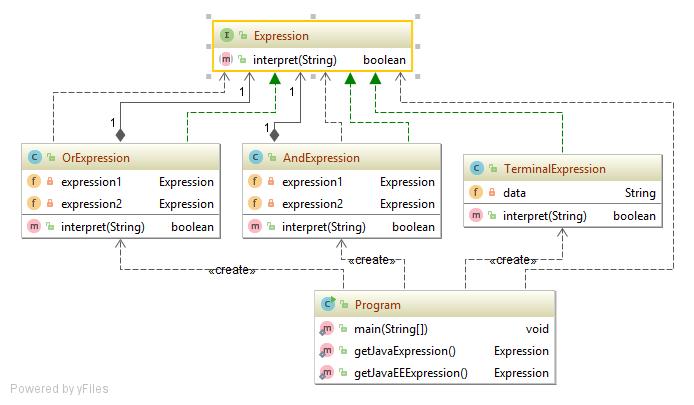 I Expression
m interpret(String) boolean
1
1
C OrExpression
f expression1 Expression
f expression2 Expression
m interpret(String) boolean
C AndExpression
f expression1 Expression
f expression2 Expression
m interpret(String) boolean
C TerminalExpression
f data String
m interpret(String) boolean
«create»
«create»
«create»
C Program
m main(String[]) void
m getJavaExpression() Expression
m getJavaEEExpression() Expression
Powered by yFiles